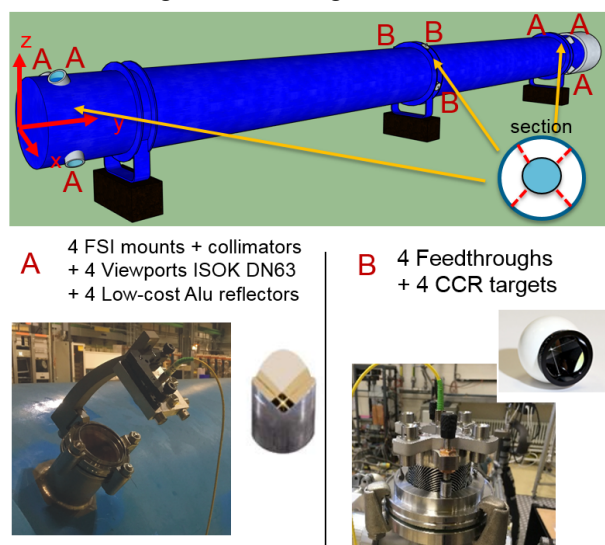 A
A
z
y
x
A
B
B
B
A
A
A
section
A
4 FSI mounts + collimators
+ 4 Viewports ISOK DN63
+ 4 Low-cost Alu reflectors
B
4 Feedthroughs
+ 4 CCR targets